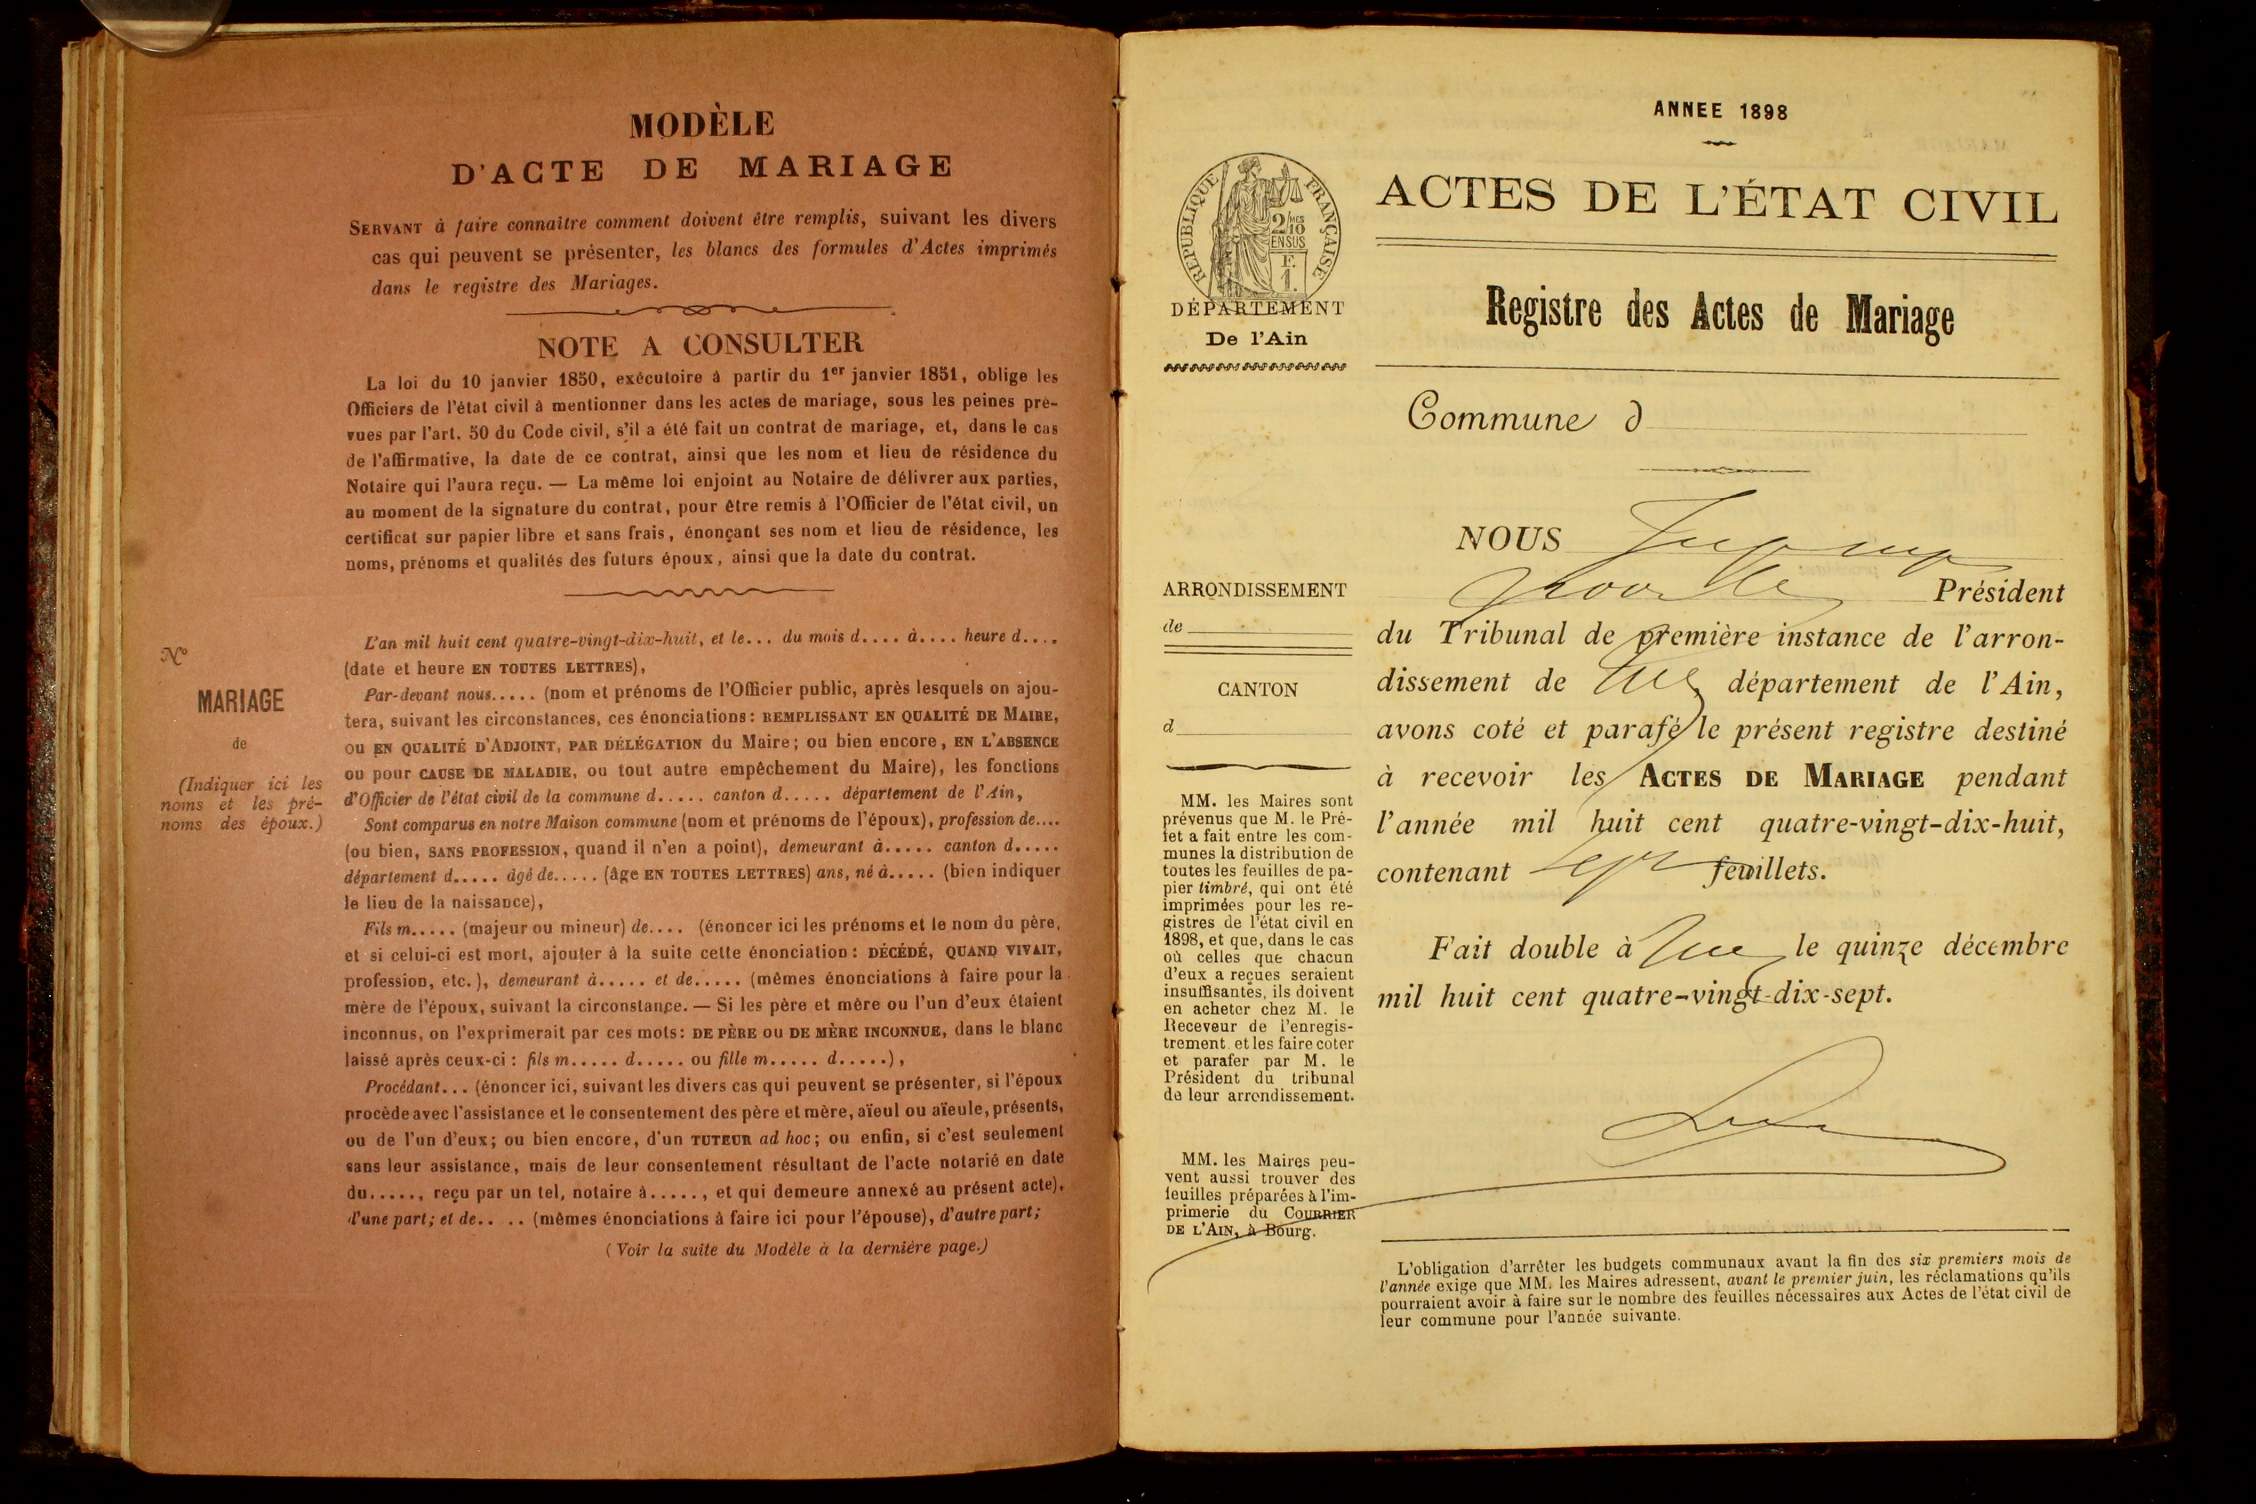 MODÈLE
D'ACTE DE MARIAGE
SERVANT à faire connaître comment doivent être remplis, suivant les divers
cas qui peuvent se présenter, les blancs des formules d'Actes imprimés
dans le registre des Mariages.
NOTE A CONSULTER
La loi du 10 janvier 1850, exécutoire à partir du 1er janvier 1851, oblige les
Officiers de l'état civil à mentionner dans les actes de mariage, sous les peines pré-
vues par l'art. 50 du Code civil, s'il a été fait un contrat de mariage, et, dans le cas
de l'affirmative, la date de ce contrat, ainsi que les nom et lieu de résidence du
Notaire qui l'aura reçu. — La même loi enjoint au Notaire de délivrer aux parties,
au moment de la signature du contrat, pour être remis à l'Officier de l'état civil, un
certificat sur papier libre et sans frais, énonçant ses nom et lieu de résidence, les
noms, prénoms et qualités des futurs époux, ainsi que la date du contrat.
N°
MARIAGE
de
(Indiquer ici les
noms et les pré-
noms des époux.)
L'an mil huit cent quatre-vingt-dix-huit, et le... du mois d.... à.... heure d....
(date et heure EN TOUTES LETTRES),
Par-devant nous..... (nom et prénoms de l'Officier public, après lesquels on ajou-
tera, suivant les circonstances, ces énonciations: REMPLISSANT EN QUALITÉ DE MAIRE,
ou EN QUALITÉ D'ADJOINT, PAR DÉLÉGATION du Maire; ou bien encore, EN L'ABSENCE
ou pour CAUSE DE MALADIE, ou tout autre empêchement du Maire), les fonctions
d'Officier de l'état civil de la commune d..... canton d..... département de l'Ain,
Sont comparus en notre Maison commune (nom et prénoms de l'époux), profession de....
(ou bien, SANS PROFESSION, quand il n'en a point), demeurant à..... canton d.....
département d..... âgé de..... (âge EN TOUTES LETTRES) ans, né à..... (bien indiquer
le lieu de la naissance),
Fils m..... (majeur ou mineur) de.... (énoncer ici les prénoms et le nom du père,
et si celui-ci est mort, ajouter à la suite cette énonciation: DÉCÉDÉ, QUAND VIVAIT,
profession, etc.), demeurant à..... et de..... (mêmes énonciations à faire pour la
mère de l'époux, suivant la circonstance. — Si les père et mère ou l'un d'eux étaient
inconnus, on l'exprimerait par ces mots: DE PÈRE ou DE MÈRE INCONNUE, dans le blanc
laissé après ceux-ci : fils m..... d..... ou fille m..... d.....),
Procédant... (énoncer ici, suivant les divers cas qui peuvent se présenter, si l'époux
procède avec l'assistance et le consentement des père et mère, aïeul ou aïeule, présents,
ou de l'un d'eux; ou bien encore, d'un TUTEUR ad hoc; ou enfin, si c'est seulement
sans leur assistance, mais de leur consentement résultant de l'acte notarié en date
du....., reçu par un tel, notaire à....., et qui demeure annexé au présent acte),
d'une part; et de.. .. (mêmes énonciations à faire ici pour l'épouse), d'autre part;
(Voir la suite du Modèle à la dernière page.)
ANNEE 1898
RÉPUBLIQUE FRANÇAISE
2/10 MES
EN SUS
F.
1.
DÉPARTEMENT
De l'Ain
ACTES DE L'ÉTAT CIVIL
Registre des Actes de Mariage
Commune d
NOUS
Président
du Tribunal de première instance de l'arron-
dissement de département de l'Ain,
avons coté et parafé le présent registre destiné
à recevoir les ACTES DE MARIAGE pendant
l'année mil huit cent quatre-vingt-dix-huit,
contenant sept feuillets.
Fait double à le quinze décembre
mil huit cent quatre-vingt-dix-sept.
ARRONDISSEMENT
de
CANTON
d
MM. les Maires sont
prévenus que M. le Pré-
fet a fait entre les com-
munes la distribution de
toutes les feuilles de pa-
pier timbré, qui ont été
imprimées pour les re-
gistres de l'état civil en
1898, et que, dans le cas
où celles que chacun
d'eux a reçues seraient
insuffisantes, ils doivent
en acheter chez M. le
Receveur de l'enregis-
trement et les faire coter
et parafer par M. le
Président du tribunal
de leur arrondissement.
MM. les Maires peu-
vent aussi trouver des
feuilles préparées à l'im-
primerie du COURRIER
DE L'AIN, à Bourg.
L'obligation d'arrêter les budgets communaux avant la fin des six premiers mois de
l'année exige que MM. les Maires adressent, avant le premier juin, les réclamations qu'ils
pourraient avoir à faire sur le nombre des feuilles nécessaires aux Actes de l'état civil de
leur commune pour l'année suivante.